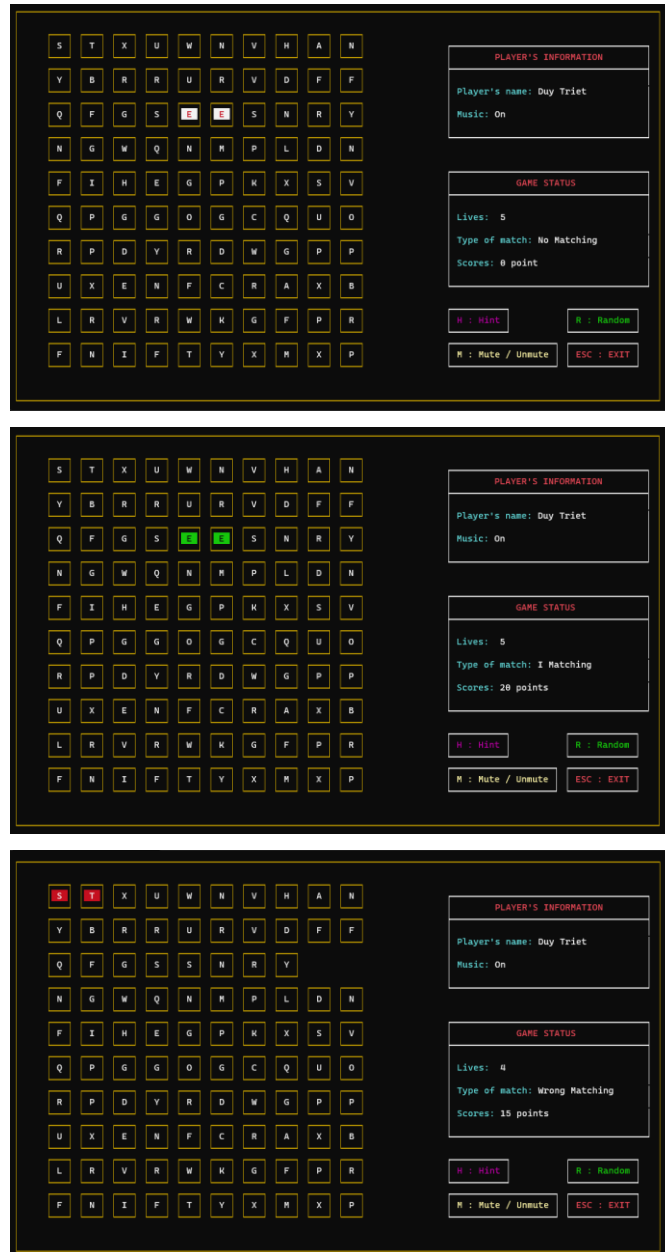 S T X U W N V H A N
PLAYER'S INFORMATION
Y B R R U R V D F F
Player's name: Duy Triet
Q F G S E E S N R Y
Music: On
N G W Q N M P L D N
F I H E G P K X S V
GAME STATUS
Q P G G O G C Q U O
Lives: 5
Type of match: No Matching
R P D Y R D W G P P
Scores: 0 point
U X E N F C R A X B
L R V R W K G F P R
H : Hint
R : Random
F N I F T Y X M X P
M : Mute / Unmute
ESC : EXIT
S T X U W N V H A N
PLAYER'S INFORMATION
Y B R R U R V D F F
Player's name: Duy Triet
Q F G S E E S N R Y
Music: On
N G W Q N M P L D N
F I H E G P K X S V
GAME STATUS
Q P G G O G C Q U O
Lives: 5
Type of match: I Matching
R P D Y R D W G P P
Scores: 20 points
U X E N F C R A X B
L R V R W K G F P R
H : Hint
R : Random
F N I F T Y X M X P
M : Mute / Unmute
ESC : EXIT
S T X U W N V H A N
PLAYER'S INFORMATION
Y B R R U R V D F F
Player's name: Duy Triet
Q F G S S N R Y
Music: On
N G W Q N M P L D N
F I H E G P K X S V
GAME STATUS
Q P G G O G C Q U O
Lives: 4
Type of match: Wrong Matching
R P D Y R D W G P P
Scores: 15 points
U X E N F C R A X B
L R V R W K G F P R
H : Hint
R : Random
F N I F T Y X M X P
M : Mute / Unmute
ESC : EXIT